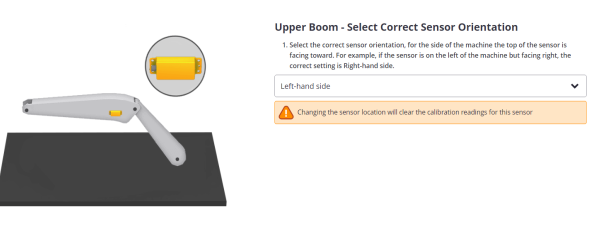 Upper Boom - Select Correct Sensor Orientation
1. Select the correct sensor orientation, for the side of the machine the top of the sensor is
facing toward. For example, if the sensor is on the left of the machine but facing right, the
correct setting is Right-hand side.
Left-hand side
Changing the sensor location will clear the calibration readings for this sensor